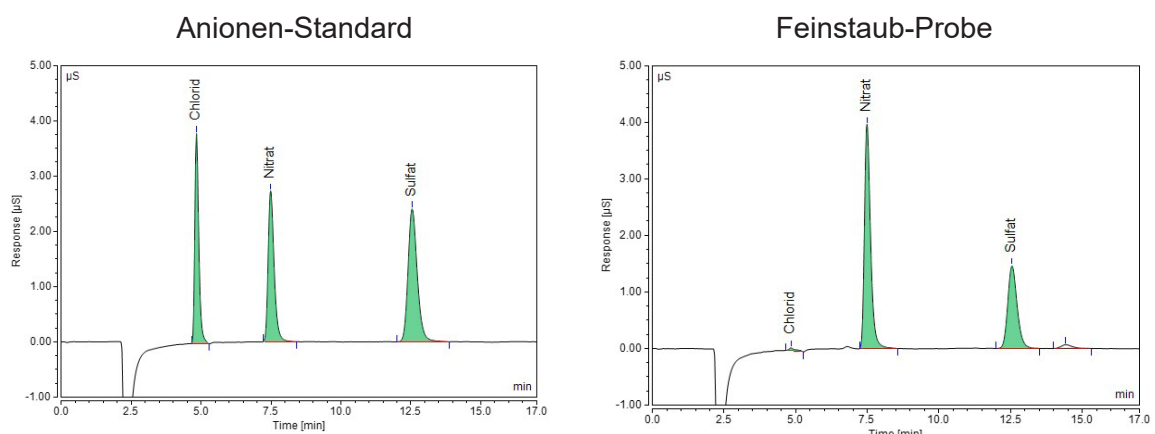 Anionen-Standard
5.00
µS
4.00
3.00
2.00
1.00
0.00
-1.00
Response [µS]
Chlorid
Nitrat
Sulfat
min
0.0 2.5 5.0 7.5 10.0 12.5 17.0
Time [min]
Feinstaub-Probe
5.00
µS
4.00
3.00
2.00
1.00
0.00
-1.00
Response [µS]
Chlorid
Nitrat
Sulfat
min
0.0 2.5 5.0 7.5 10.0 12.5 17.0
Time [min]